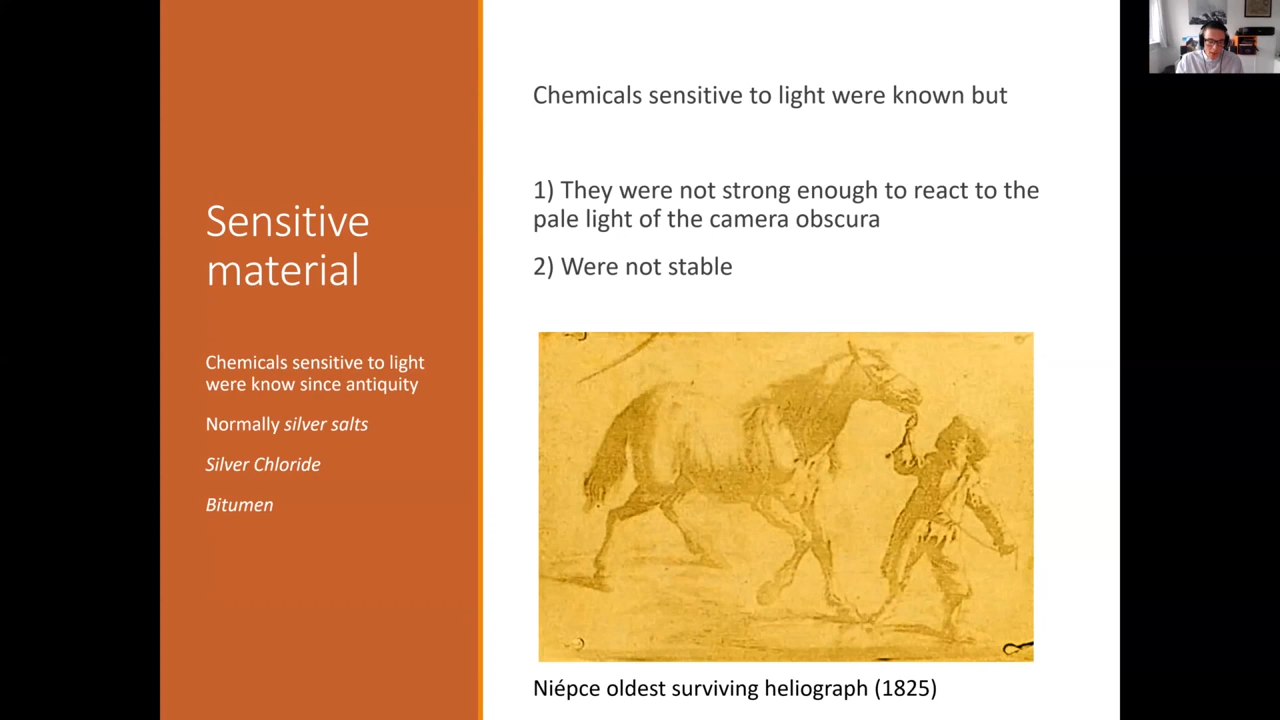 Sensitive
material
Chemicals sensitive to light
were know since antiquity
Normally silver salts
Silver Chloride
Bitumen
Chemicals sensitive to light were known but
1) They were not strong enough to react to the
pale light of the camera obscura
2) Were not stable
Niépce oldest surviving heliograph (1825)